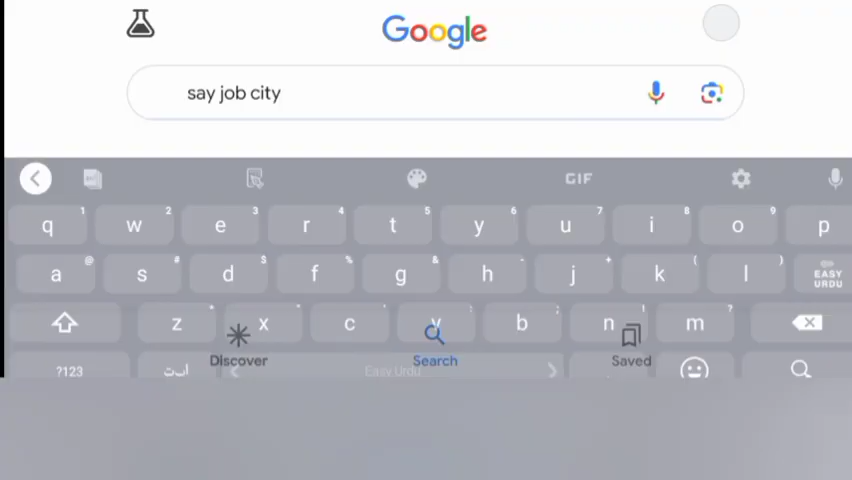 Google
say job city
GIF
q 1 w 2 e 3 r 4 t 5 y 6 u 7 i 8 o 9 p
a @ s # d $ f % g & h - j + k ( l ) EASY URDU
z x c v b n m ?
Discover Search Saved
?123 اب‌ت Easy Urdu